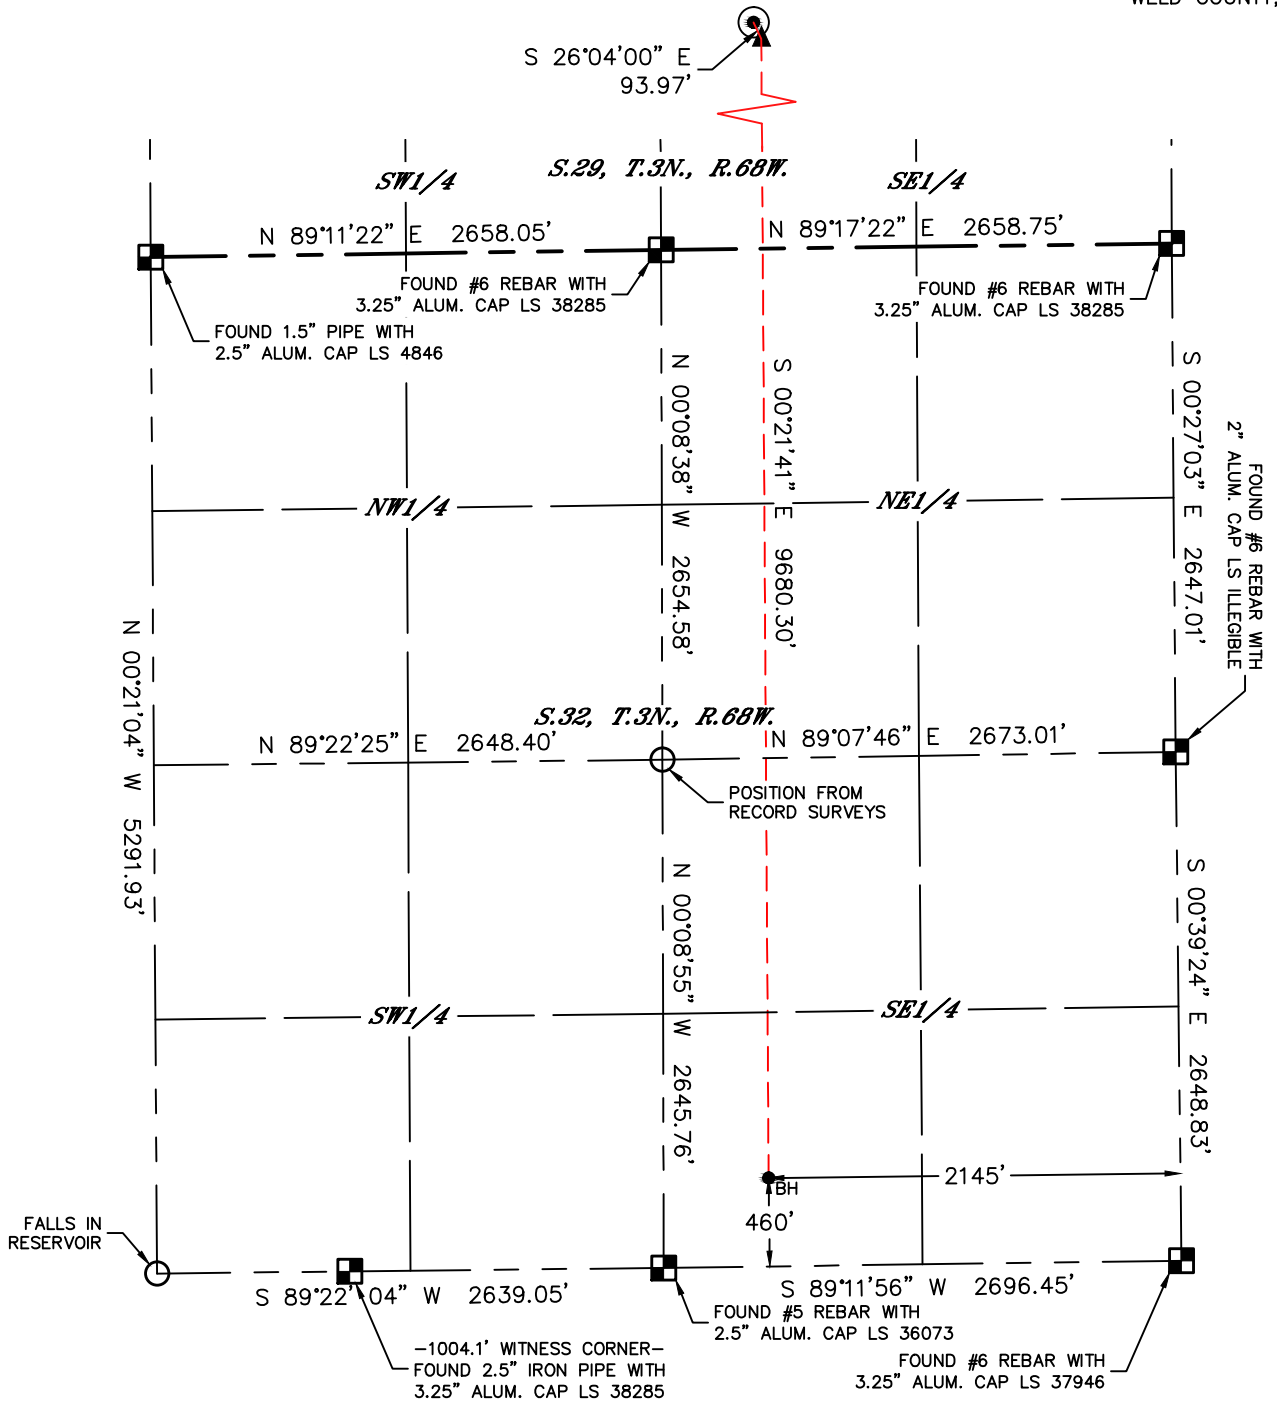 WELD COUNTY,
S 26°04'00" E
93.97'
S.29, T.3N., R.68W.
SW1/4
SE1/4
N 89°11'22" E 2658.05'
N 89°17'22" E 2658.75'
FOUND #6 REBAR WITH
3.25" ALUM. CAP LS 38285
FOUND #6 REBAR WITH
3.25" ALUM. CAP LS 38285
FOUND 1.5" PIPE WITH
2.5" ALUM. CAP LS 4846
N 00°08'38" W 2654.58'
S 00°21'41" E 9680.30'
S 00°27'03" E 2647.01'
FOUND #6 REBAR WITH
2" ALUM. CAP LS ILLEGIBLE
NW1/4
NE1/4
N 00°21'04" W 5291.93'
S.32, T.3N., R.68W.
N 89°22'25" E 2648.40'
N 89°07'46" E 2673.01'
POSITION FROM
RECORD SURVEYS
N 00°08'55" W 2645.76'
S 00°39'24" E 2648.83'
SW1/4
SE1/4
BH
2145'
460'
FALLS IN
RESERVOIR
S 89°22'04" W 2639.05'
S 89°11'56" W 2696.45'
FOUND #5 REBAR WITH
2.5" ALUM. CAP LS 36073
-1004.1' WITNESS CORNER-
FOUND 2.5" IRON PIPE WITH
3.25" ALUM. CAP LS 38285
FOUND #6 REBAR WITH
3.25" ALUM. CAP LS 37946